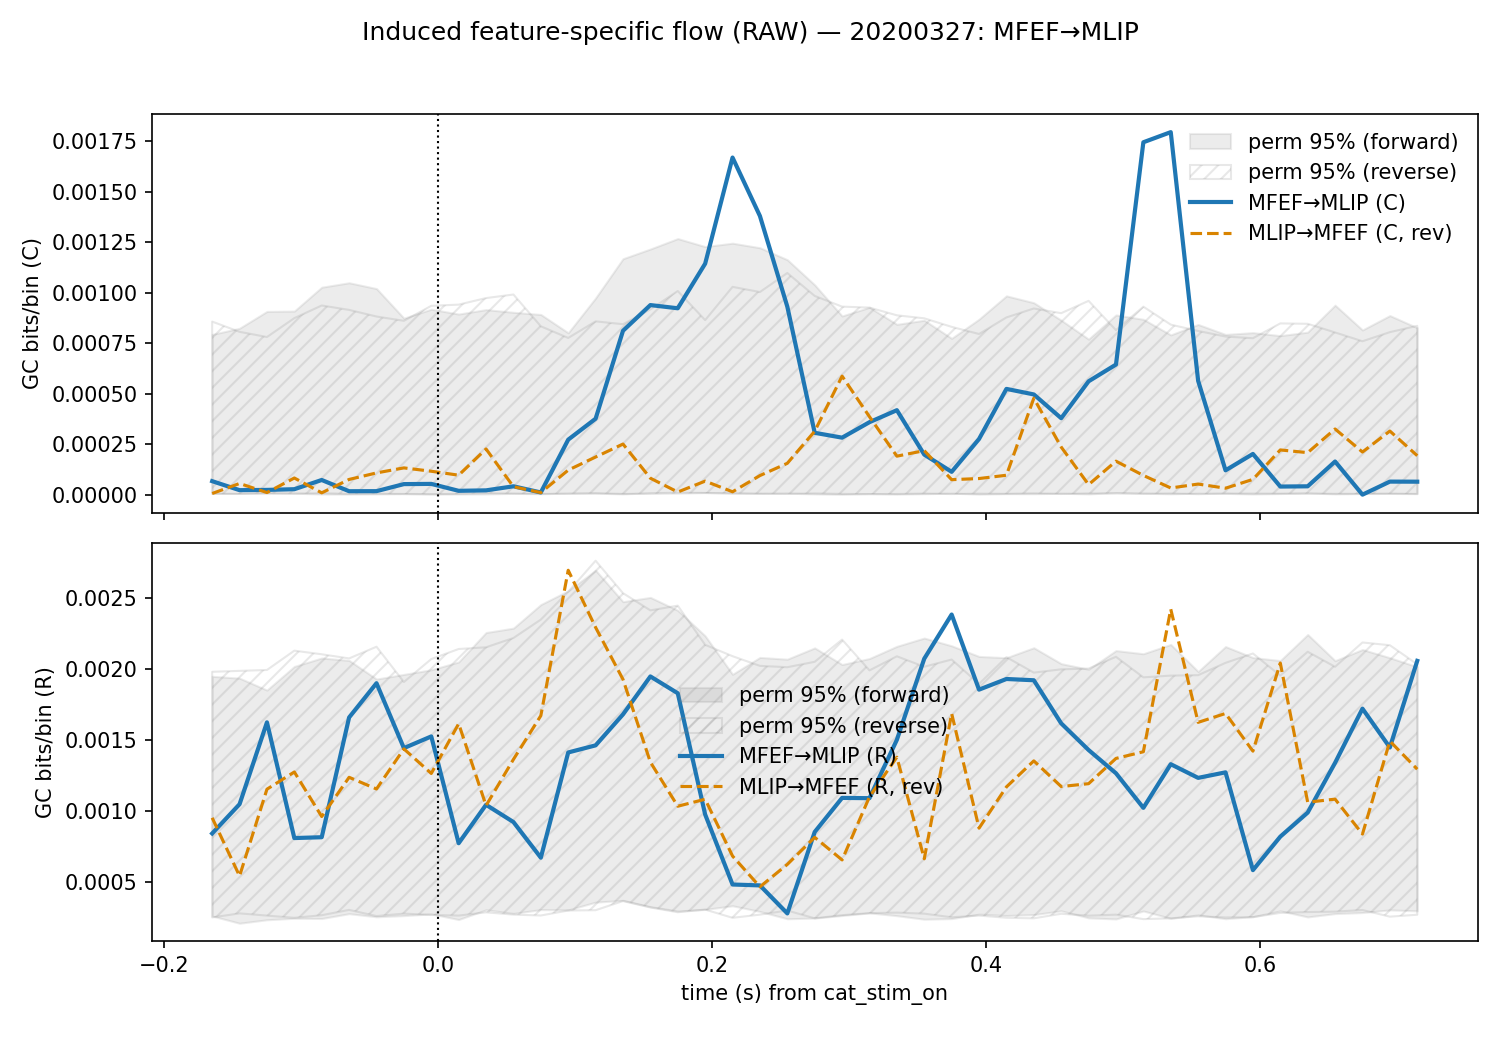 Induced feature-specific flow (RAW) — 20200327: MFEF→MLIP
GC bits/bin (C)
0.00175
0.00150
0.00125
0.00100
0.00075
0.00050
0.00025
0.00000
perm 95% (forward)
perm 95% (reverse)
MFEF→MLIP (C)
MLIP→MFEF (C, rev)
GC bits/bin (R)
0.0025
0.0020
0.0015
0.0010
0.0005
perm 95% (forward)
perm 95% (reverse)
MFEF→MLIP (R)
MLIP→MFEF (R, rev)
−0.2
0.0
0.2
0.4
0.6
time (s) from cat_stim_on